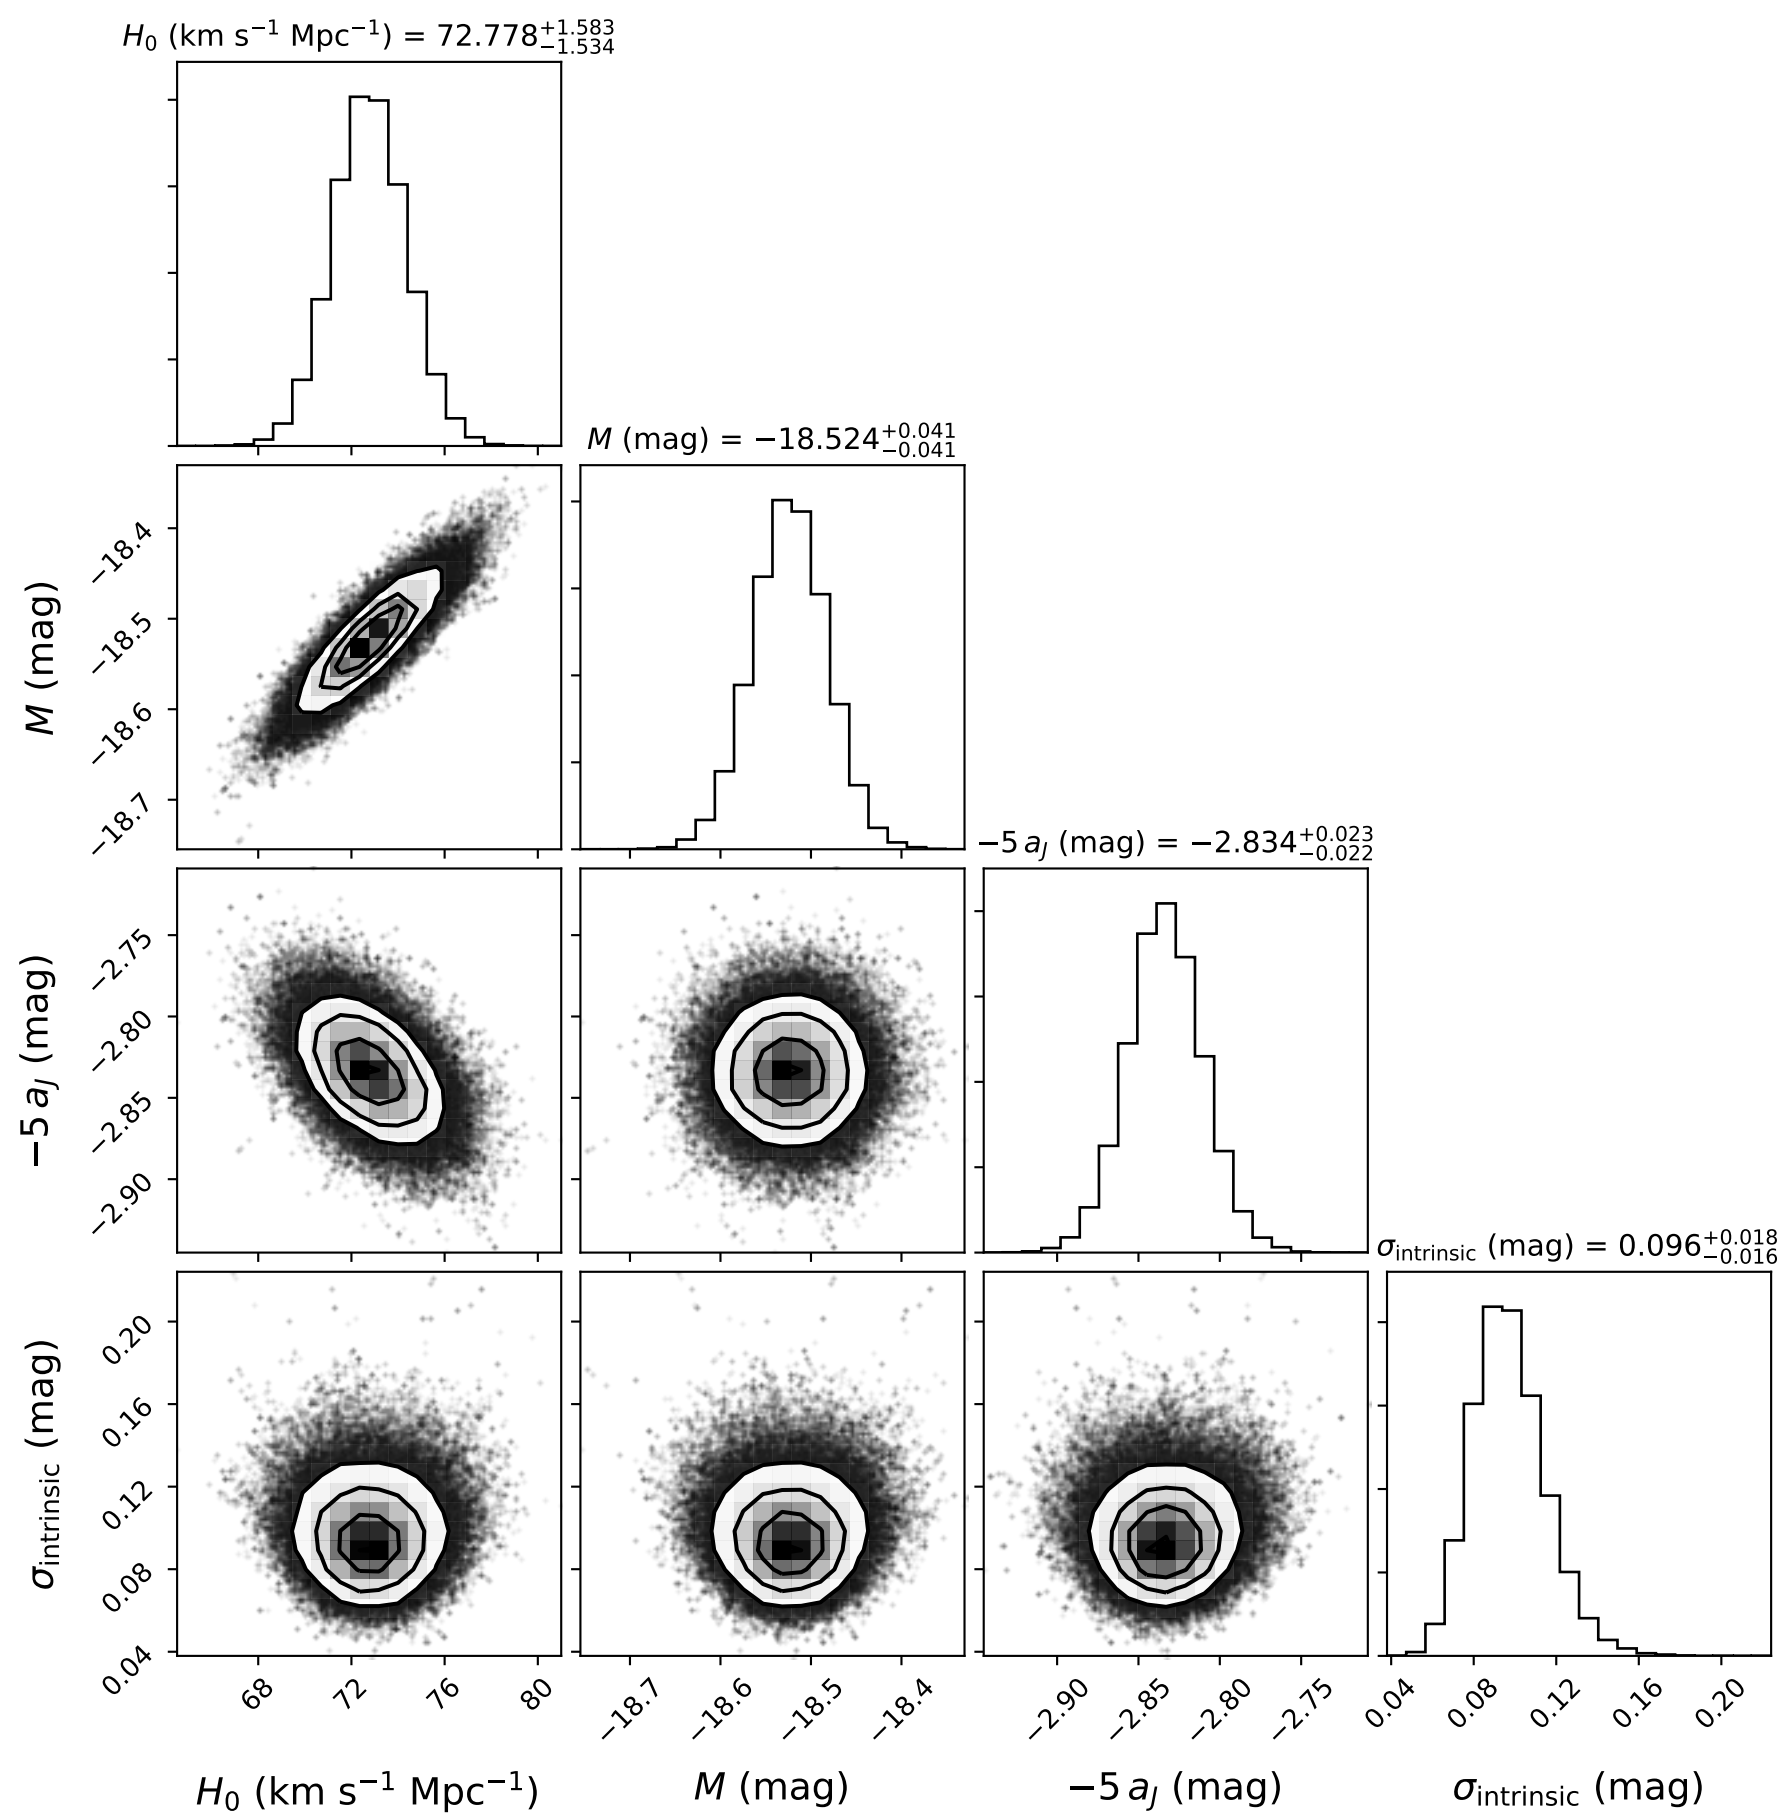 H₀ (km s⁻¹ Mpc⁻¹) = 72.778 +1.583 −1.534
M (mag) = −18.524 +0.041 −0.041
−18.4
−18.5
−18.6
−18.7
M (mag)
−5 a_J (mag) = −2.834 +0.023 −0.022
−2.75
−2.80
−2.85
−2.90
−5 a_J (mag)
σ_intrinsic (mag) = 0.096 +0.018 −0.016
0.20
0.16
0.12
0.08
0.04
σ_intrinsic (mag)
68 72 76 80
−18.7 −18.6 −18.5 −18.4
−2.90 −2.85 −2.80 −2.75
0.04 0.08 0.12 0.16 0.20
H₀ (km s⁻¹ Mpc⁻¹)
M (mag)
−5 a_J (mag)
σ_intrinsic (mag)